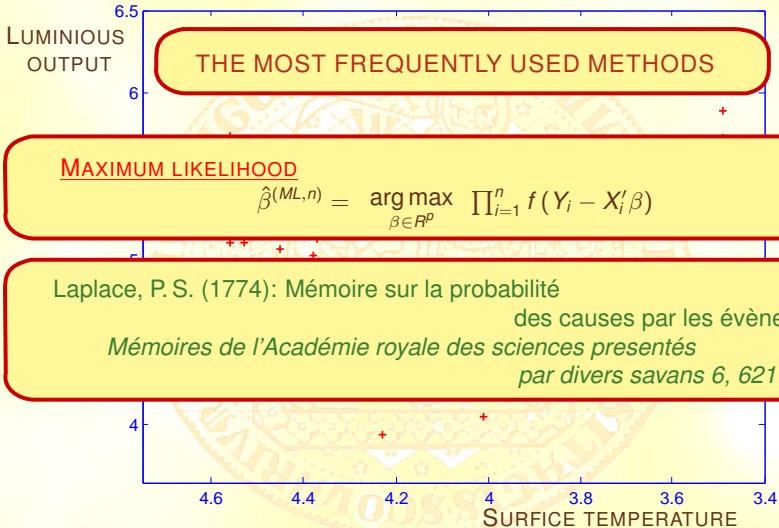 6.5
LUMINIOUS
OUTPUT
THE MOST FREQUENTLY USED METHODS
6
MAXIMUM LIKELIHOOD
β̂^(ML,n) = arg max ∏_{i=1}^{n} f (Y_i − X′_i β)
β∈R^p
Laplace, P. S. (1774): Mémoire sur la probabilité
des causes par les évène
Mémoires de l'Académie royale des sciences presentés
par divers savans 6, 621
4
4.6 4.4 4.2 4 3.8 3.6 3.4
SURFICE TEMPERATURE